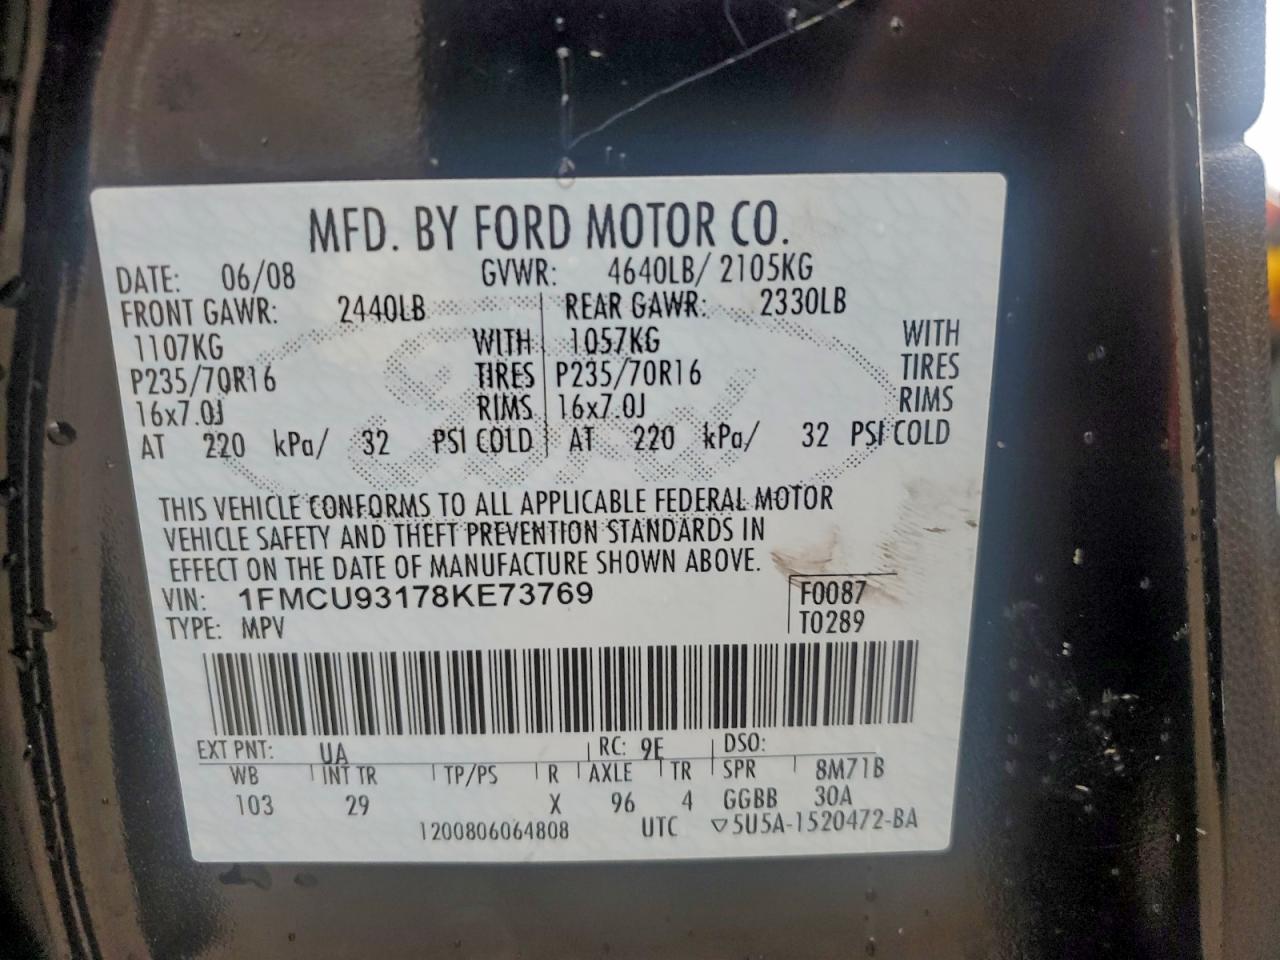 MFD. BY FORD MOTOR CO.
DATE: 06/08 GVWR: 4640LB/ 2105KG
FRONT GAWR: 2440LB REAR GAWR: 2330LB
1107KG WITH 1057KG WITH
P235/70R16 TIRES P235/70R16 TIRES
16x7.0J RIMS 16x7.0J RIMS
AT 220 kPa/ 32 PSI COLD AT 220 kPa/ 32 PSI COLD
THIS VEHICLE CONFORMS TO ALL APPLICABLE FEDERAL MOTOR
VEHICLE SAFETY AND THEFT PREVENTION STANDARDS IN
EFFECT ON THE DATE OF MANUFACTURE SHOWN ABOVE.
VIN: 1FMCU93178KE73769 F0087
TYPE: MPV T0289
EXT PNT: UA RC: 9E DSO:
WB INT TR TP/PS R AXLE TR SPR 8M71B
103 29 X 96 4 GGBB 30A
1200806064808 UTC ▽5U5A-1520472-BA